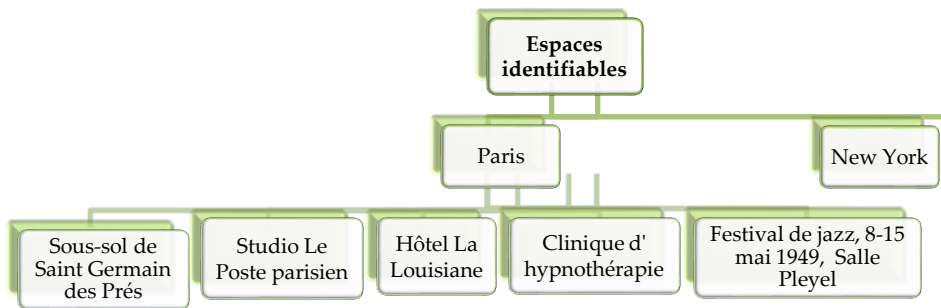 Espaces
identifiables
Paris
New York
Sous-sol de
Saint Germain
des Prés
Studio Le
Poste parisien
Hôtel La
Louisiane
Clinique d'
hypnothérapie
Festival de jazz, 8-15
mai 1949, Salle
Pleyel